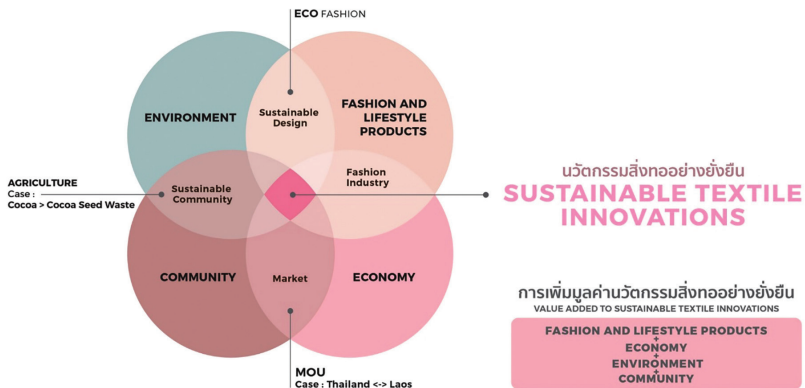 ECO FASHION
ENVIRONMENT
Sustainable
Design
FASHION AND
LIFESTYLE
PRODUCTS
AGRICULTURE
Case :
Cocoa > Cocoa Seed Waste
Sustainable
Community
Fashion
Industry
นวัตกรรมสิ่งทออย่างยั่งยืน
SUSTAINABLE TEXTILE
INNOVATIONS
COMMUNITY
Market
ECONOMY
MOU
Case : Thailand <-> Laos
การเพิ่มมูลค่านวัตกรรมสิ่งทออย่างยั่งยืน
VALUE ADDED TO SUSTAINABLE TEXTILE INNOVATIONS
FASHION AND LIFESTYLE PRODUCTS
+
ECONOMY
+
ENVIRONMENT
+
COMMUNITY